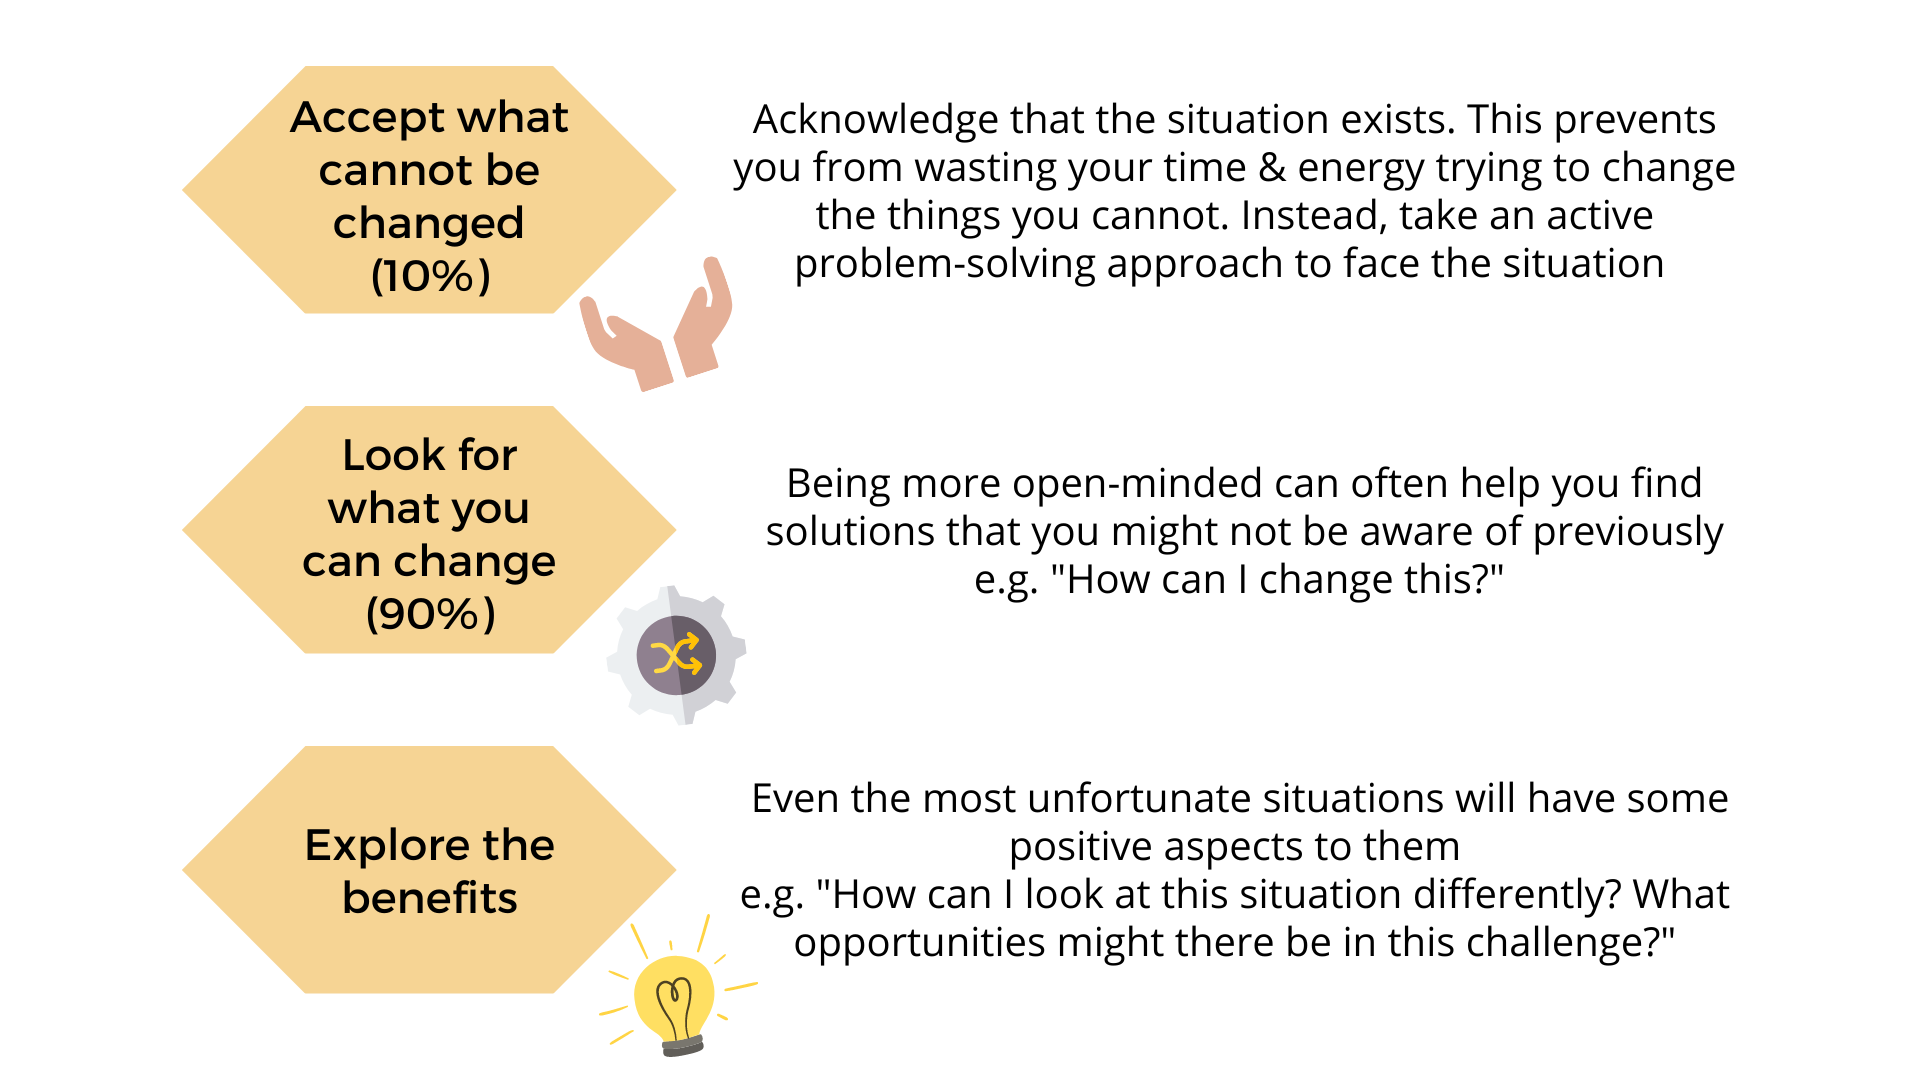 Accept what
cannot be
changed
(10%)
Acknowledge that the situation exists. This prevents
you from wasting your time & energy trying to change
the things you cannot. Instead, take an active
problem-solving approach to face the situation
Look for
what you
can change
(90%)
Being more open-minded can often help you find
solutions that you might not be aware of previously
e.g. "How can I change this?"
Explore the
benefits
Even the most unfortunate situations will have some
positive aspects to them
e.g. "How can I look at this situation differently? What
opportunities might there be in this challenge?"